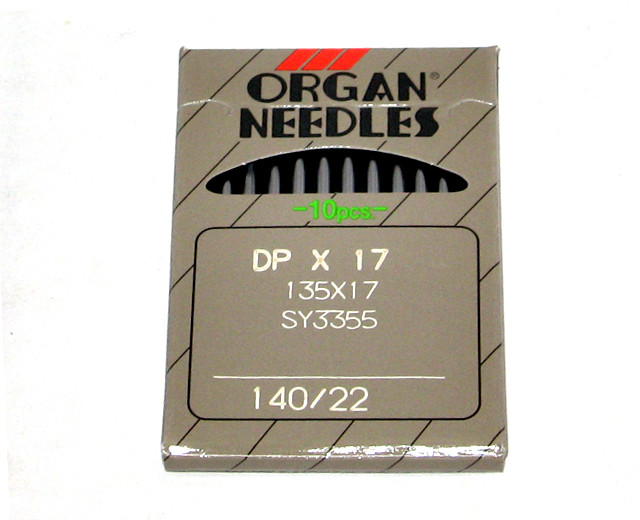 ORGAN®
NEEDLES
-10pcs.-
DP X 17
135X17
SY3355
140/22